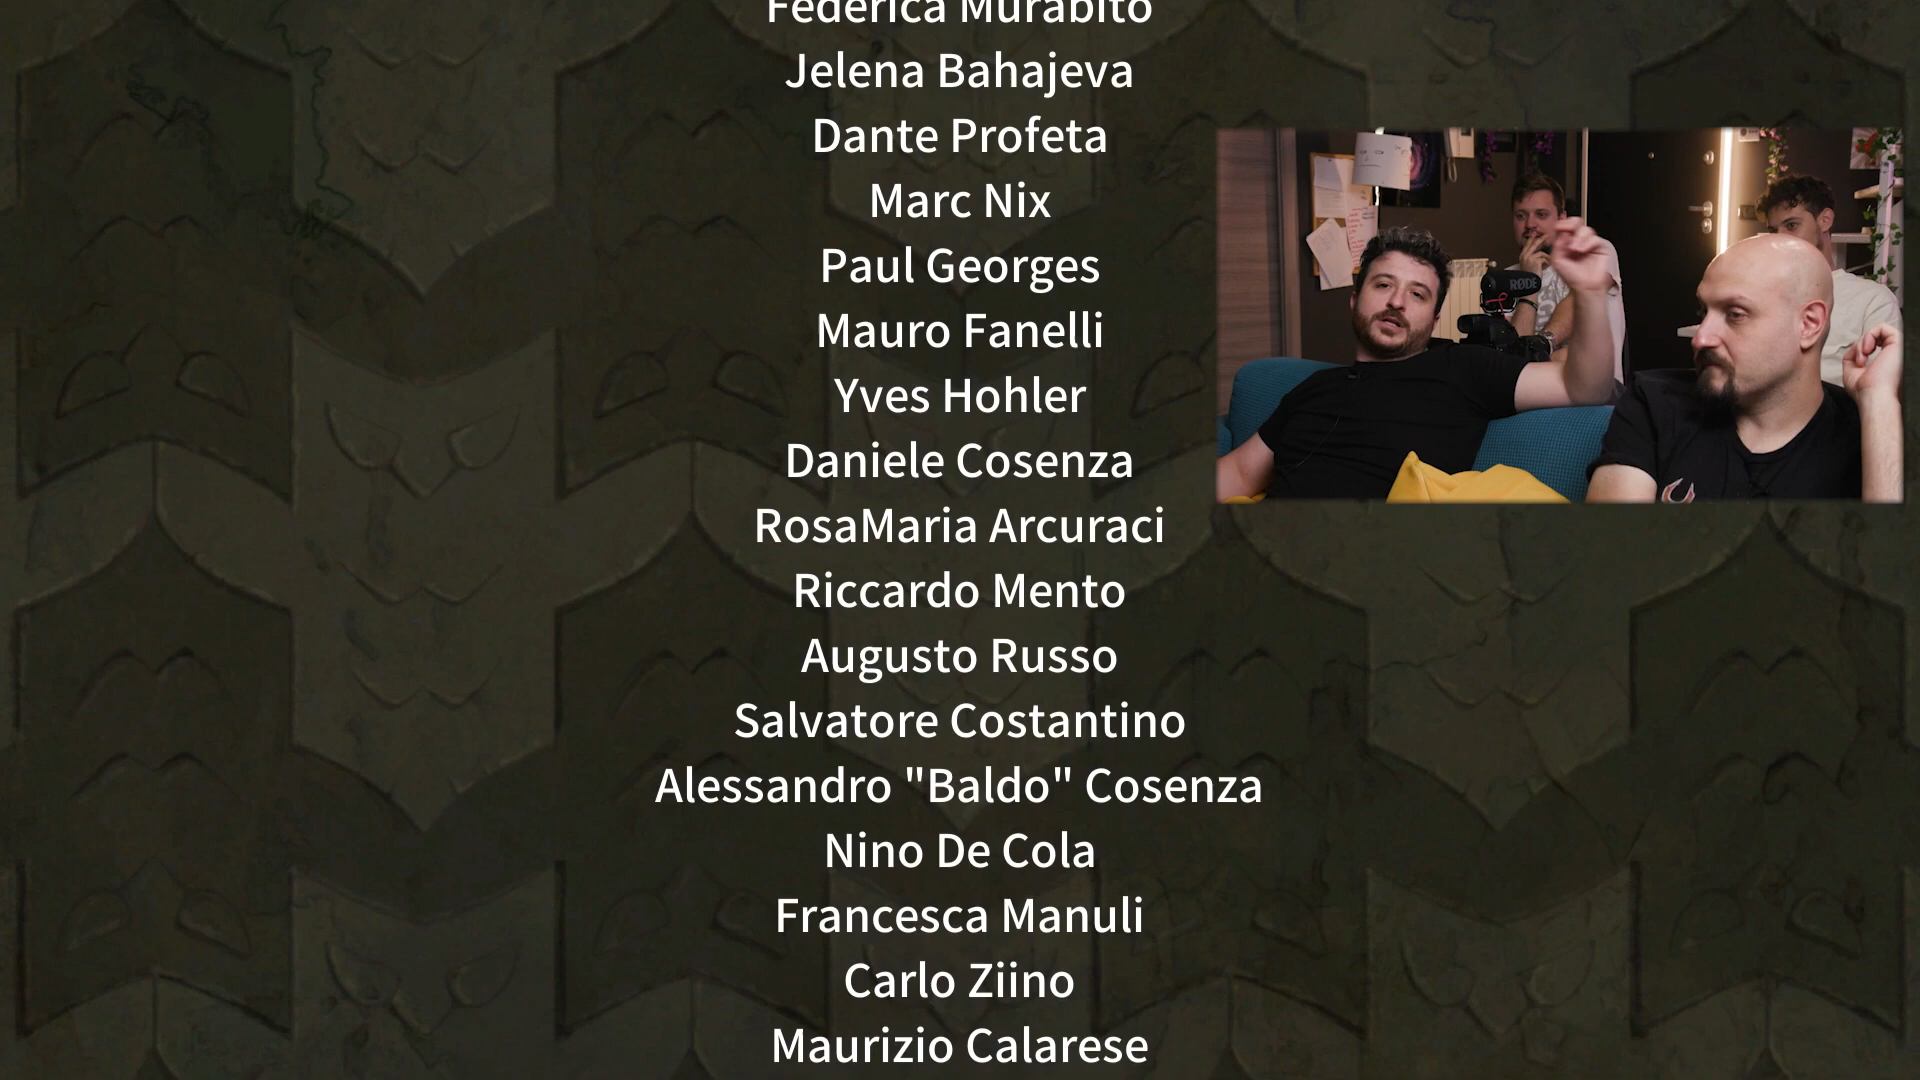 Federica Murabito
Jelena Bahajeva
Dante Profeta
Marc Nix
Paul Georges
Mauro Fanelli
Yves Hohler
Daniele Cosenza
RosaMaria Arcuraci
Riccardo Mento
Augusto Russo
Salvatore Costantino
Alessandro "Baldo" Cosenza
Nino De Cola
Francesca Manuli
Carlo Ziino
Maurizio Calarese
RØDE